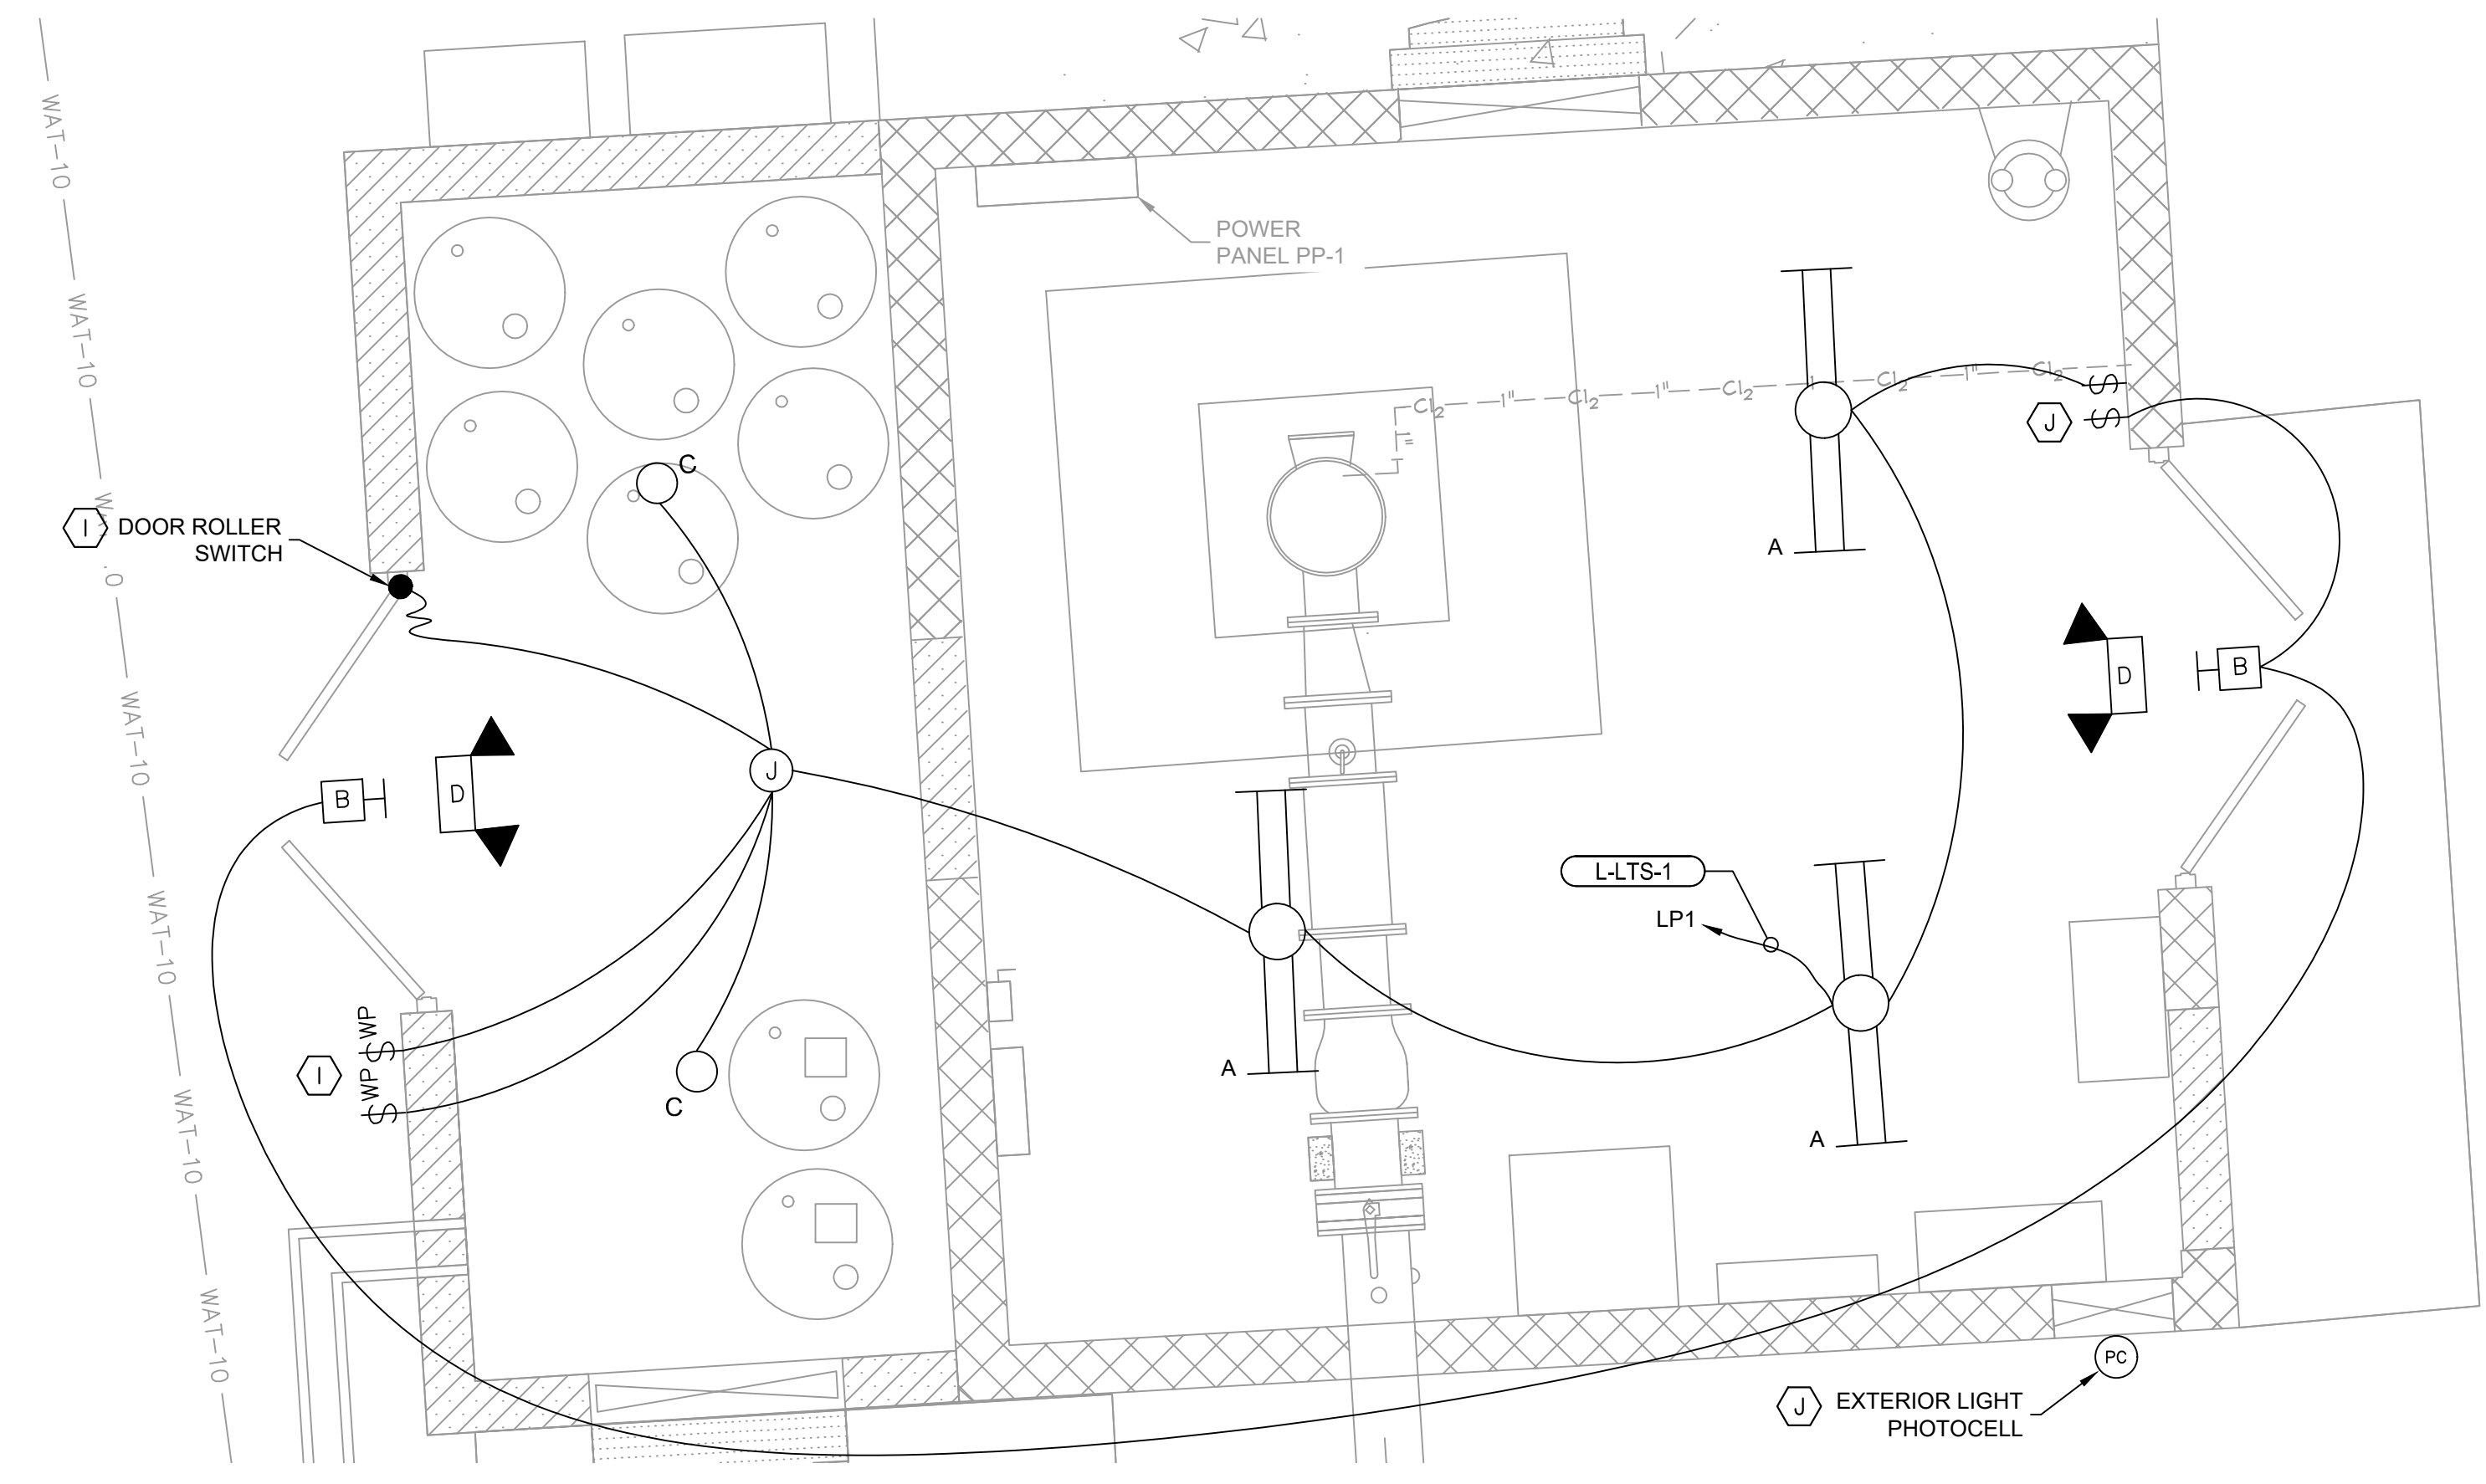 WAT-10
WAT-10
WAT-10
WAT-10
WAT-10
WAT-10
WAT-10
POWER
PANEL PP-1
Cl2
1"
Cl2
1"
Cl2
Cl2
1"
Cl2
1"
$
$
J
C
I
DOOR ROLLER
SWITCH
A
D
B
B
D
J
L-LTS-1
LP1
$WP
$WP
I
C
A
A
PC
J
EXTERIOR LIGHT
PHOTOCELL